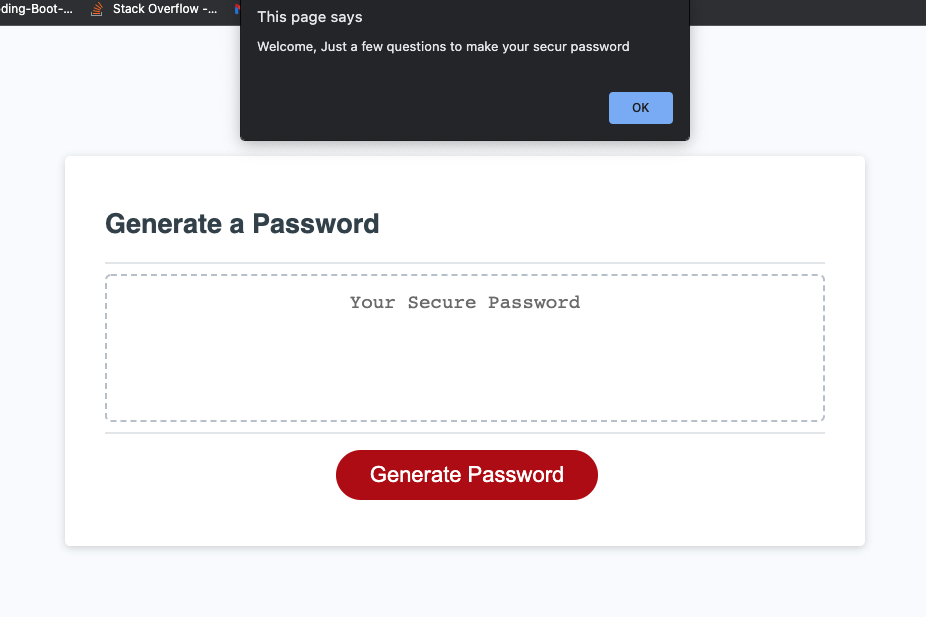 ding-Boot-... Stack Overflow -...
This page says
Welcome, Just a few questions to make your secur password
OK
Generate a Password
Your Secure Password
Generate Password